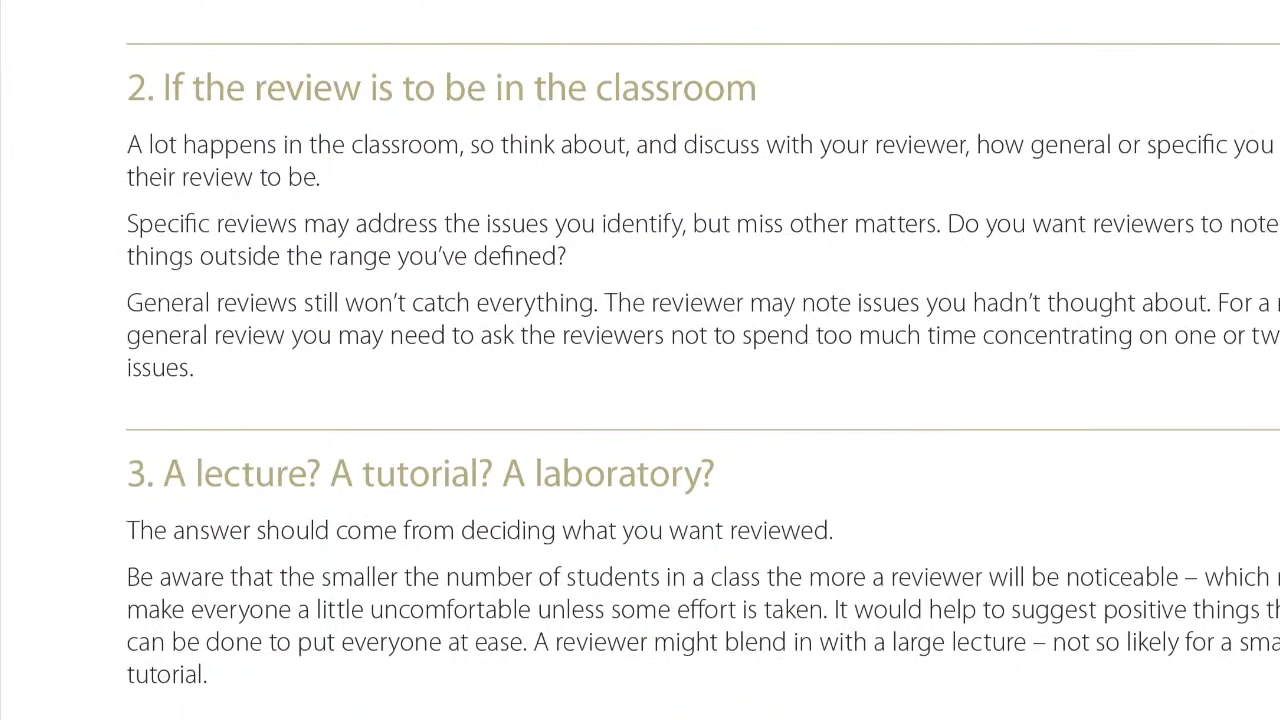 2. If the review is to be in the classroom
A lot happens in the classroom, so think about, and discuss with your reviewer, how general or specific you
their review to be.
Specific reviews may address the issues you identify, but miss other matters. Do you want reviewers to note
things outside the range you’ve defined?
General reviews still won’t catch everything. The reviewer may note issues you hadn’t thought about. For a
general review you may need to ask the reviewers not to spend too much time concentrating on one or
issues.
3. A lecture? A tutorial? A laboratory?
The answer should come from deciding what you want reviewed.
Be aware that the smaller the number of students in a class the more a reviewer will be noticeable – which
make everyone a little uncomfortable unless some effort is taken. It would help to suggest positive things
can be done to put everyone at ease. A reviewer might blend in with a large lecture – not so likely for a
tutorial.